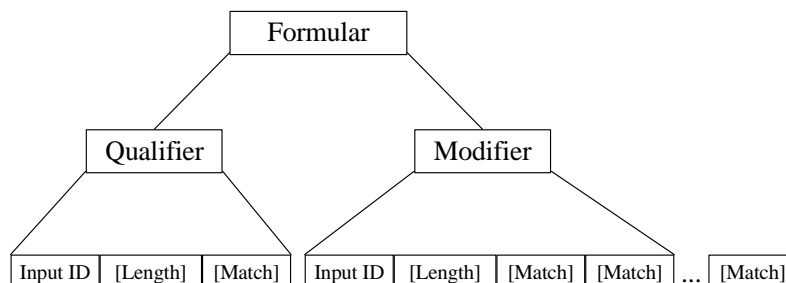 Formular
Qualifier Modifier
Input ID [Length] [Match] Input ID [Length] [Match] [Match] ... [Match]